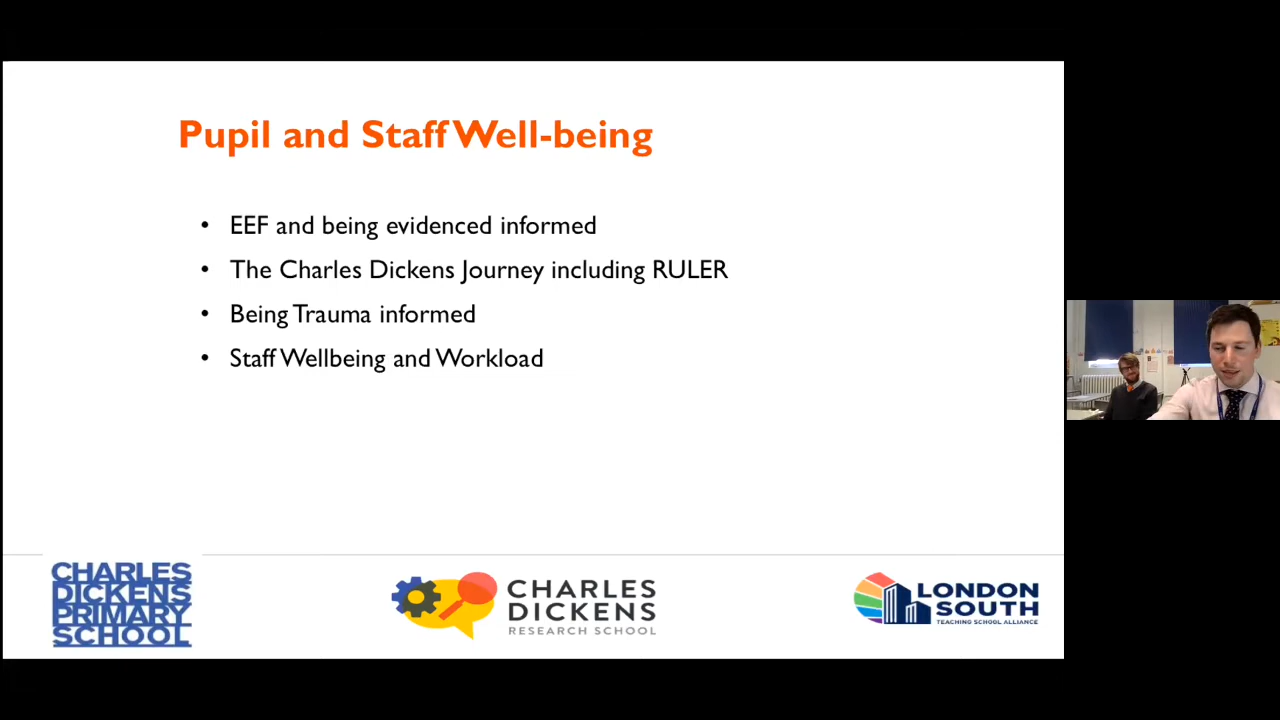 Pupil and Staff Well-being
• EEF and being evidenced informed
• The Charles Dickens Journey including RULER
• Being Trauma informed
• Staff Wellbeing and Workload
CHARLES
DICKENS
PRIMARY
SCHOOL
CHARLES
DICKENS
RESEARCH SCHOOL
LONDON
SOUTH
TEACHING SCHOOL ALLIANCE